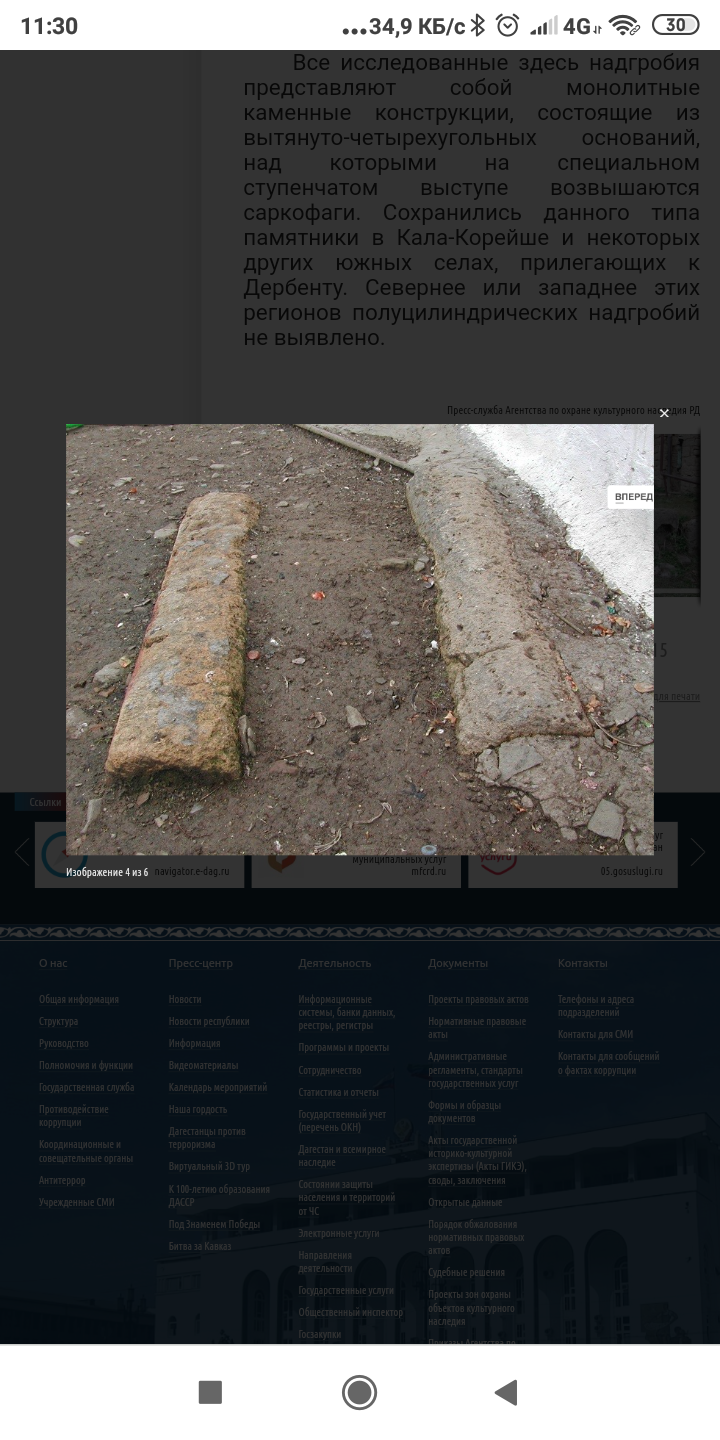 11:30
...34,9 КБ/с 4G 30
Все исследованные здесь надгробия
представляют собой монолитные
каменные конструкции, состоящие из
вытянуто-четырехугольных оснований,
над которыми на специальном
ступенчатом выступе возвышаются
саркофаги. Сохранились данного типа
памятники в Кала-Корейше и некоторых
других южных селах, прилегающих к
Дербенту. Севернее или западнее этих
регионов полуцилиндрических надгробий
не выявлено.
Пресс-служба Агентства по охране культурного РД
ВПЕРЕД
печати
Ссылки
муниципальных услуг
Изображение 4 из 6
navigator.e-dag.ru
mfcrd.ru
05.gosuslugi.ru
О нас
Общая информация
Структура
Руководство
Полномочия и функции
Государственная служба
Противодействие
коррупции
Координационные и
совещательные органы
Антитеррор
Учрежденные СМИ
Пресс-центр
Новости
Новости республики
Информация
Видеоматериалы
Календарь мероприятий
Наша гордость
Дагестанцы против
терроризма
Виртуальный 3D тур
К 100-летию образования
ДАССР
Под Знаменем Победы
Битва за Кавказ
Деятельность
Информационные
системы, банки данных,
реестры, регистры
Программы и проекты
Сотрудничество
Статистика и отчеты
Государственный учет
(перечень ОКН)
Дагестан и всемирное
наследие
Состояние защиты
населения и территорий
от ЧС
Электронные услуги
Направления
деятельности
Государственные услуги
Общественный инспектор
Госзакупки
Документы
Проекты правовых актов
Нормативные правовые
акты
Административные
регламенты, стандарты
государственных услуг
Формы и образцы
документов
Акты государственной
историко-культурной
экспертизы (Акты ГИКЭ),
своды, заключения
Открытые данные
Порядок обжалования
нормативных правовых
актов
Судебные решения
Проекты зон охраны
объектов культурного
наследия
Контакты
Телефоны и адреса
подразделений
Контакты для СМИ
Контакты для сообщений
о фактах коррупции